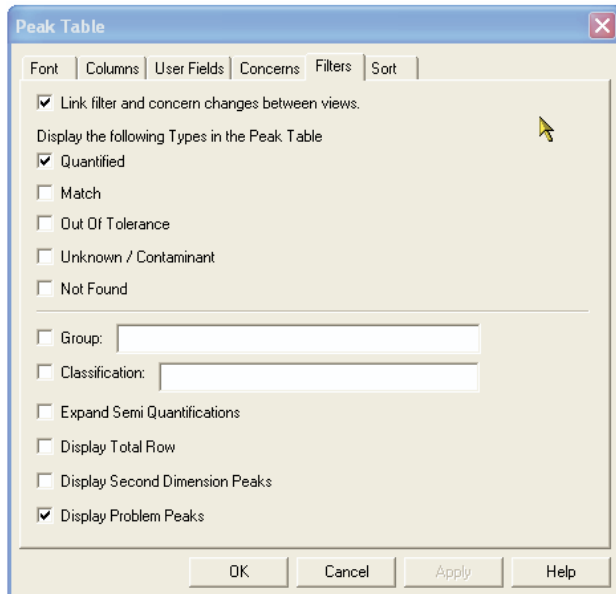 Peak Table
Font Columns User Fields Concerns Filters Sort
Link filter and concern changes between views.
Display the following Types in the Peak Table
Quantified
Match
Out Of Tolerance
Unknown / Contaminant
Not Found
Group:
Classification:
Expand Semi Quantifications
Display Total Row
Display Second Dimension Peaks
Display Problem Peaks
OK Cancel Apply Help